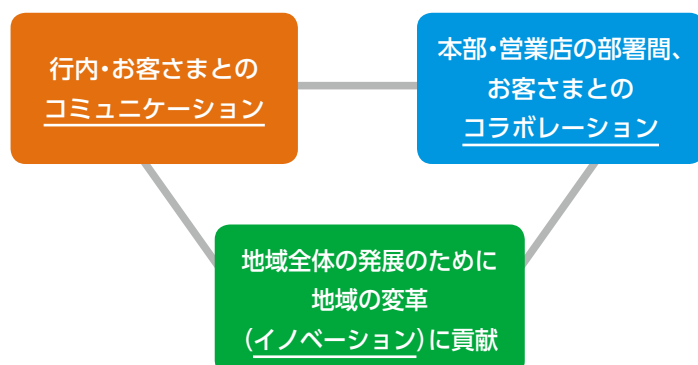 行内・お客さまとの
コミュニケーション
本部・営業店の部署間、
お客さまとの
コラボレーション
地域全体の発展のために
地域の変革
(イノベーション)に貢献